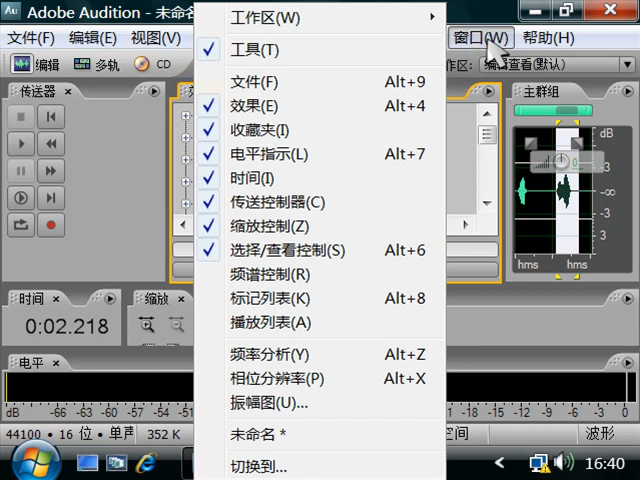 Au Adobe Audition - 未命名
文件(F) 编辑(E) 视图(V) 窗口(W) 帮助(H)
编辑 多轨 CD 编辑查看(默认)
传送器 × 主群组
工作区(W)
✓ 工具(T)
文件(F) Alt+9
✓ 效果(E) Alt+4
✓ 收藏夹(I)
✓ 电平指示(L) Alt+7
✓ 时间(I)
✓ 传送控制器(C)
✓ 缩放控制(Z)
✓ 选择/查看控制(S) Alt+6
频谱控制(R)
标记列表(K) Alt+8
播放列表(A)
频率分析(Y) Alt+Z
相位分辨率(P) Alt+X
振幅图(U)...
未命名 *
切换到...
dB
-3
-∞
-3
3
0
hms hms
时间 × 缩放 ×
0:02.218
电平 ×
dB -66 -63 -60 -57 -54 -51 -18 -15 -12 -9 -6 -3 0
44100 • 16 位 • 单声 352 K 空间 波形
16:40